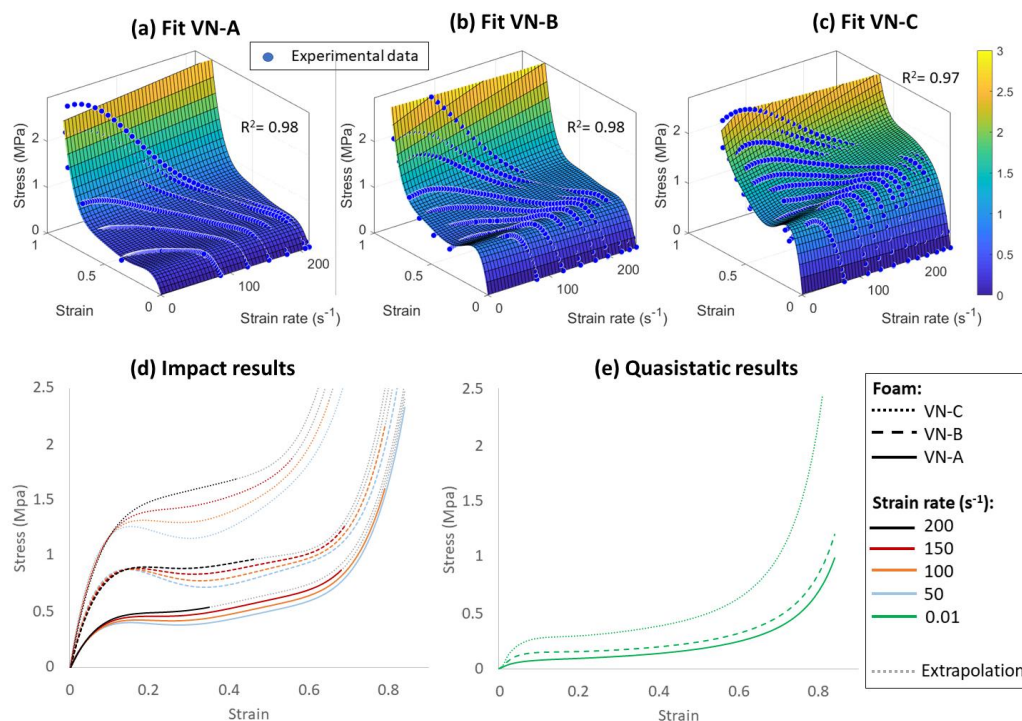 (a) Fit VN-A
(b) Fit VN-B
(c) Fit VN-C
Experimental data
R2= 0.98
R2= 0.98
R2= 0.97
Stress (MPa)
2
1
0
1
0.5
0
0
100
200
Strain
Strain rate (s-1)
Stress (MPa)
2
1
0
1
0.5
0
0
100
200
Strain
Strain rate (s-1)
Stress (MPa)
2
1
0
1
0.5
0
0
100
200
Strain
Strain rate (s-1)
3
2.5
2
1.5
1
0.5
0
(d) Impact results
2.5
2
1.5
1
0.5
0
Stress (Mpa)
0
0.2
0.4
0.6
0.8
Strain
(e) Quasistatic results
2.5
2
1.5
1
0.5
0
Stress (Mpa)
0
0.2
0.4
0.6
0.8
Strain
Foam:
VN-C
VN-B
VN-A
Strain rate (s-1):
200
150
100
50
0.01
Extrapolation